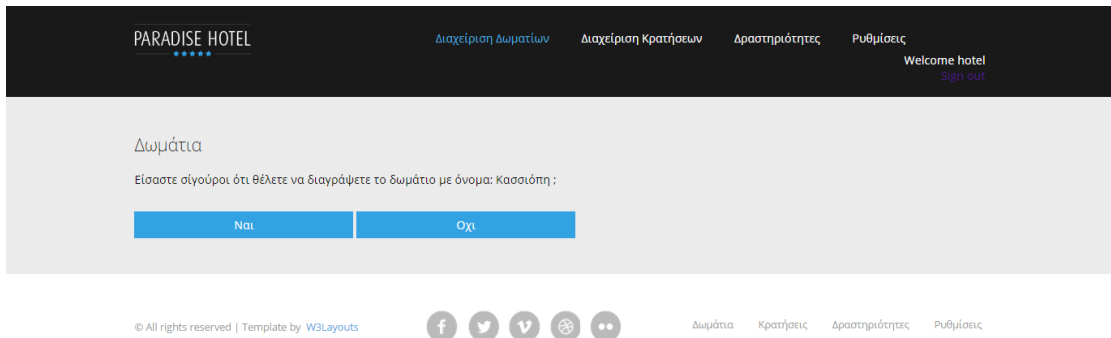 PARADISE HOTEL
Διαχείριση Δωματίων Διαχείριση Κρατήσεων Δραστηριότητες Ρυθμίσεις
Welcome hotel
Sign out
Δωμάτια
Είσαστε σίγούροι ότι θέλετε να διαγράψετε το δωμάτιο με όνομα: Κασσιόπη ;
Ναι Οχι
© All rights reserved | Template by W3Layouts Δωμάτια Κρατήσεις Δραστηριότητες Ρυθμίσεις